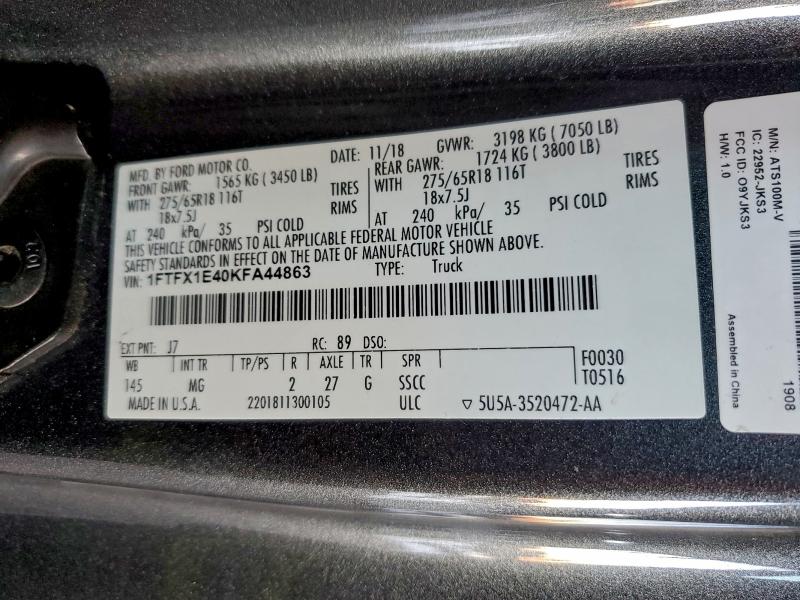 MFD. BY FORD MOTOR CO.
DATE: 11/18 GVWR: 3198 KG ( 7050 LB)
FRONT GAWR: 1565 KG ( 3450 LB) REAR GAWR: 1724 KG ( 3800 LB)
WITH 275/65R18 116T TIRES WITH 275/65R18 116T TIRES
18x7.5J RIMS 18x7.5J RIMS
AT 240 kPa/ 35 PSI COLD AT 240 kPa/ 35 PSI COLD
THIS VEHICLE CONFORMS TO ALL APPLICABLE FEDERAL MOTOR VEHICLE
SAFETY STANDARDS IN EFFECT ON THE DATE OF MANUFACTURE SHOWN ABOVE.
VIN: 1FTFX1E40KFA44863 TYPE: Truck
EXT PNT: J7 RC: 89 DSO:
WB INT TR TP/PS R AXLE TR SPR F0030
145 MG 2 27 G SSCC T0516
MADE IN U.S.A. 2201811300105 ULC ▽ 5U5A-3520472-AA
M/N: ATS100M-V
IC: 22952-JKS3
FCC ID: O9YJKS3
H/W: 1.0
Assembled in China
1908